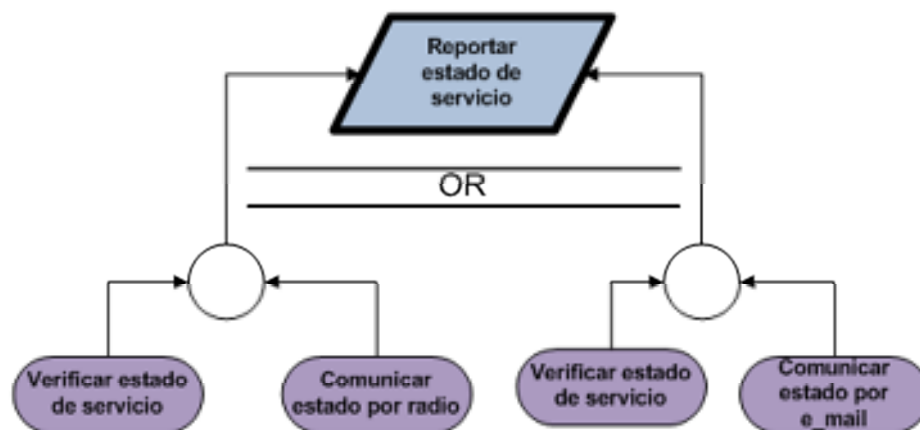 Reportar
estado de
servicio
OR
Verificar estado
de servicio
Comunicar
estado por radio
Verificar estado
de servicio
Comunicar
estado por
e_mail